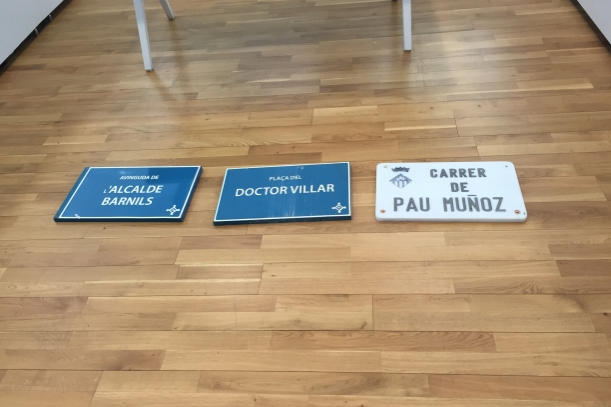 AVINGUDA DE
L'ALCALDE
BARNILS
PLAÇA DEL
DOCTOR VILLAR
CARRER
DE
PAU MUÑOZ